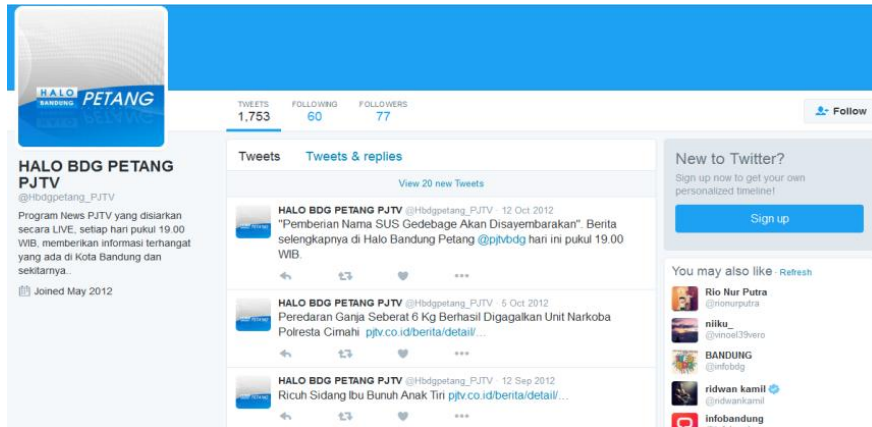 HALO
BANDUNG PETANG
TWEETS FOLLOWING FOLLOWERS
1,753 60 77
Follow
HALO BDG PETANG
PJTV
@Hbdgpetang_PJTV
Program News PJTV yang disiarkan
secara LIVE, setiap hari pukul 19.00
WIB, memberikan informasi terhangat
yang ada di Kota Bandung dan
sekitarnya..
Joined May 2012
Tweets Tweets & replies
View 20 new Tweets
HALO BDG PETANG PJTV @Hbdgpetang_PJTV · 12 Oct 2012
"Pemberian Nama SUS Gedebage Akan Disayembarakan". Berita
selengkapnya di Halo Bandung Petang @pjtvbdg hari ini pukul 19.00
WIB.
HALO BDG PETANG PJTV @Hbdgpetang_PJTV · 5 Oct 2012
Peredaran Ganja Seberat 6 Kg Berhasil Digagalkan Unit Narkoba
Polresta Cimahi pjtv.co.id/berita/detail/…
HALO BDG PETANG PJTV @Hbdgpetang_PJTV · 12 Sep 2012
Ricuh Sidang Ibu Bunuh Anak Tiri pjtv.co.id/berita/detail/…
New to Twitter?
Sign up now to get your own
personalized timeline!
Sign up
You may also like · Refresh
Rio Nur Putra
@rionurputra
niiku_
@vinoel39vero
BANDUNG
@infobdg
ridwan kamil
@ridwankamil
infobandung